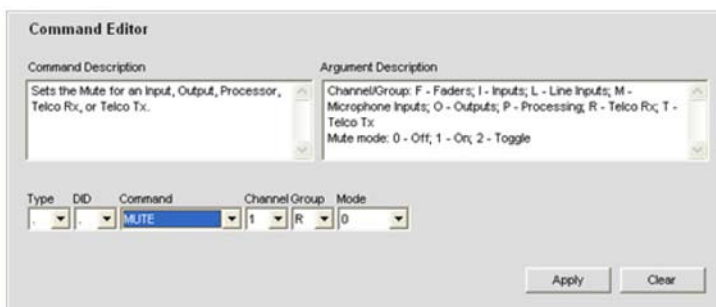 Command Editor
Command Description
Sets the Mute for an Input, Output, Processor,
Telco Rx, or Telco Tx.
Argument Description
Channel/Group: F - Faders; I - Inputs; L - Line Inputs; M -
Microphone Inputs; O - Outputs; P - Processing; R - Telco Rx; T -
Telco Tx
Mute mode: 0 - Off; 1 - On; 2 - Toggle
Type DID Command Channel Group Mode
. . MUTE 1 R 0
Apply Clear